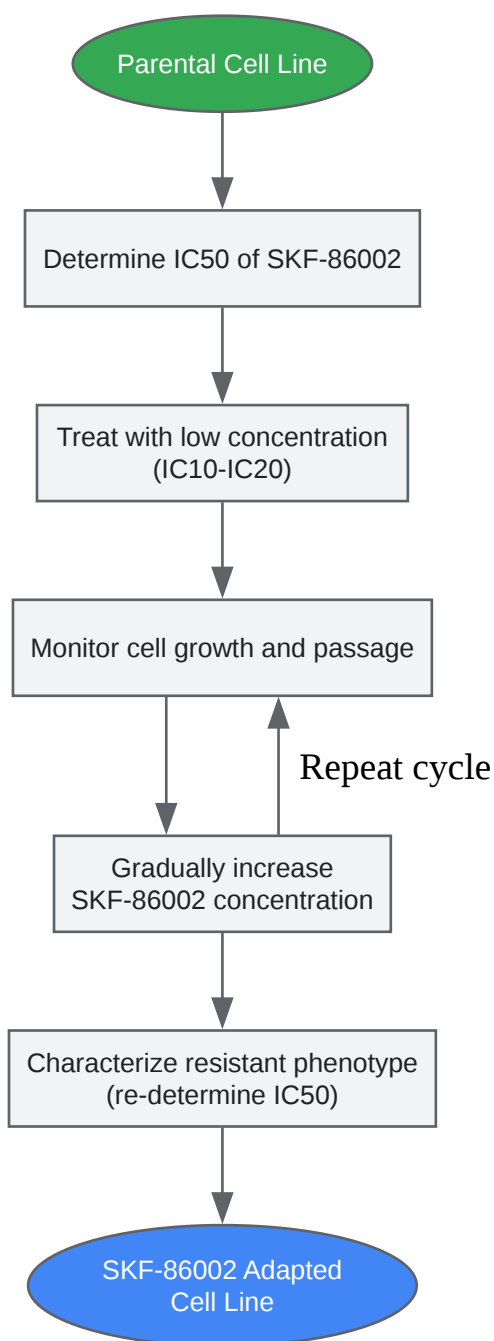 Parental Cell Line
Determine IC50 of SKF-86002
Treat with low concentration
(IC10-IC20)
Monitor cell growth and passage
Repeat cycle
Gradually increase
SKF-86002 concentration
Characterize resistant phenotype
(re-determine IC50)
SKF-86002 Adapted
Cell Line